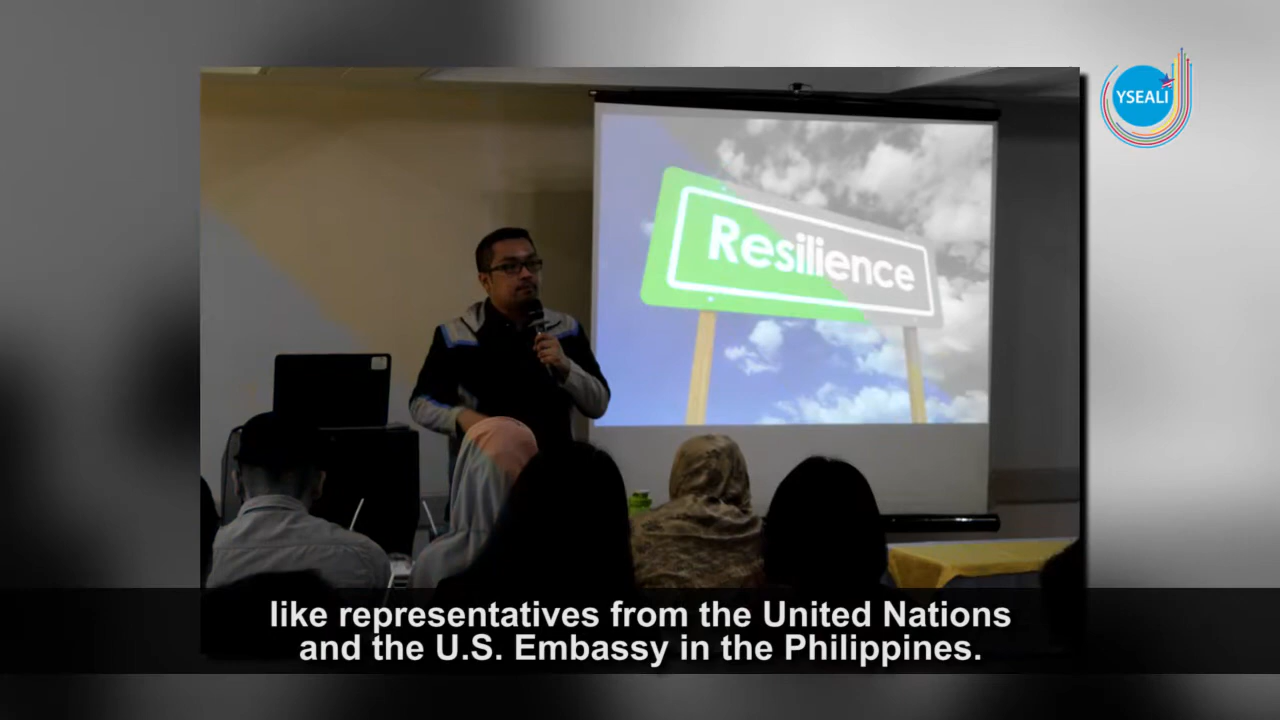 YSEALI
Resilience
like representatives from the United Nations
and the U.S. Embassy in the Philippines.